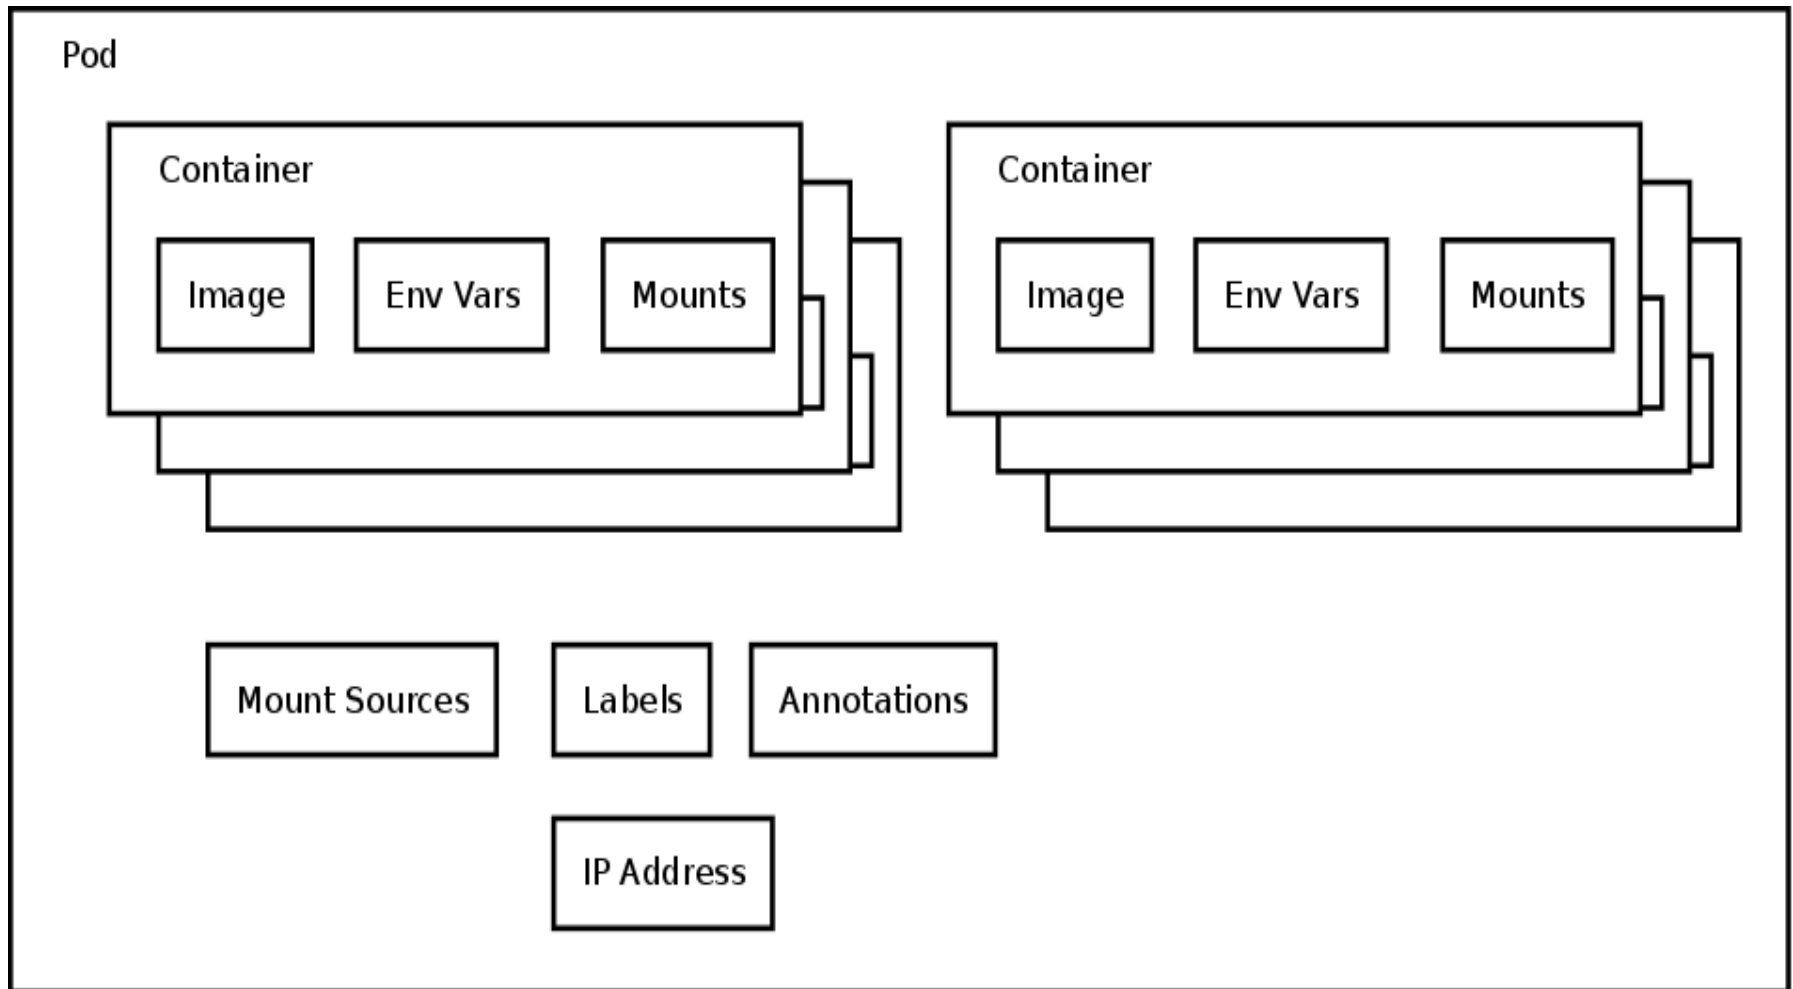 Pod
Container
Container
Image
Env Vars
Mounts
Image
Env Vars
Mounts
Mount Sources
Labels
Annotations
IP Address